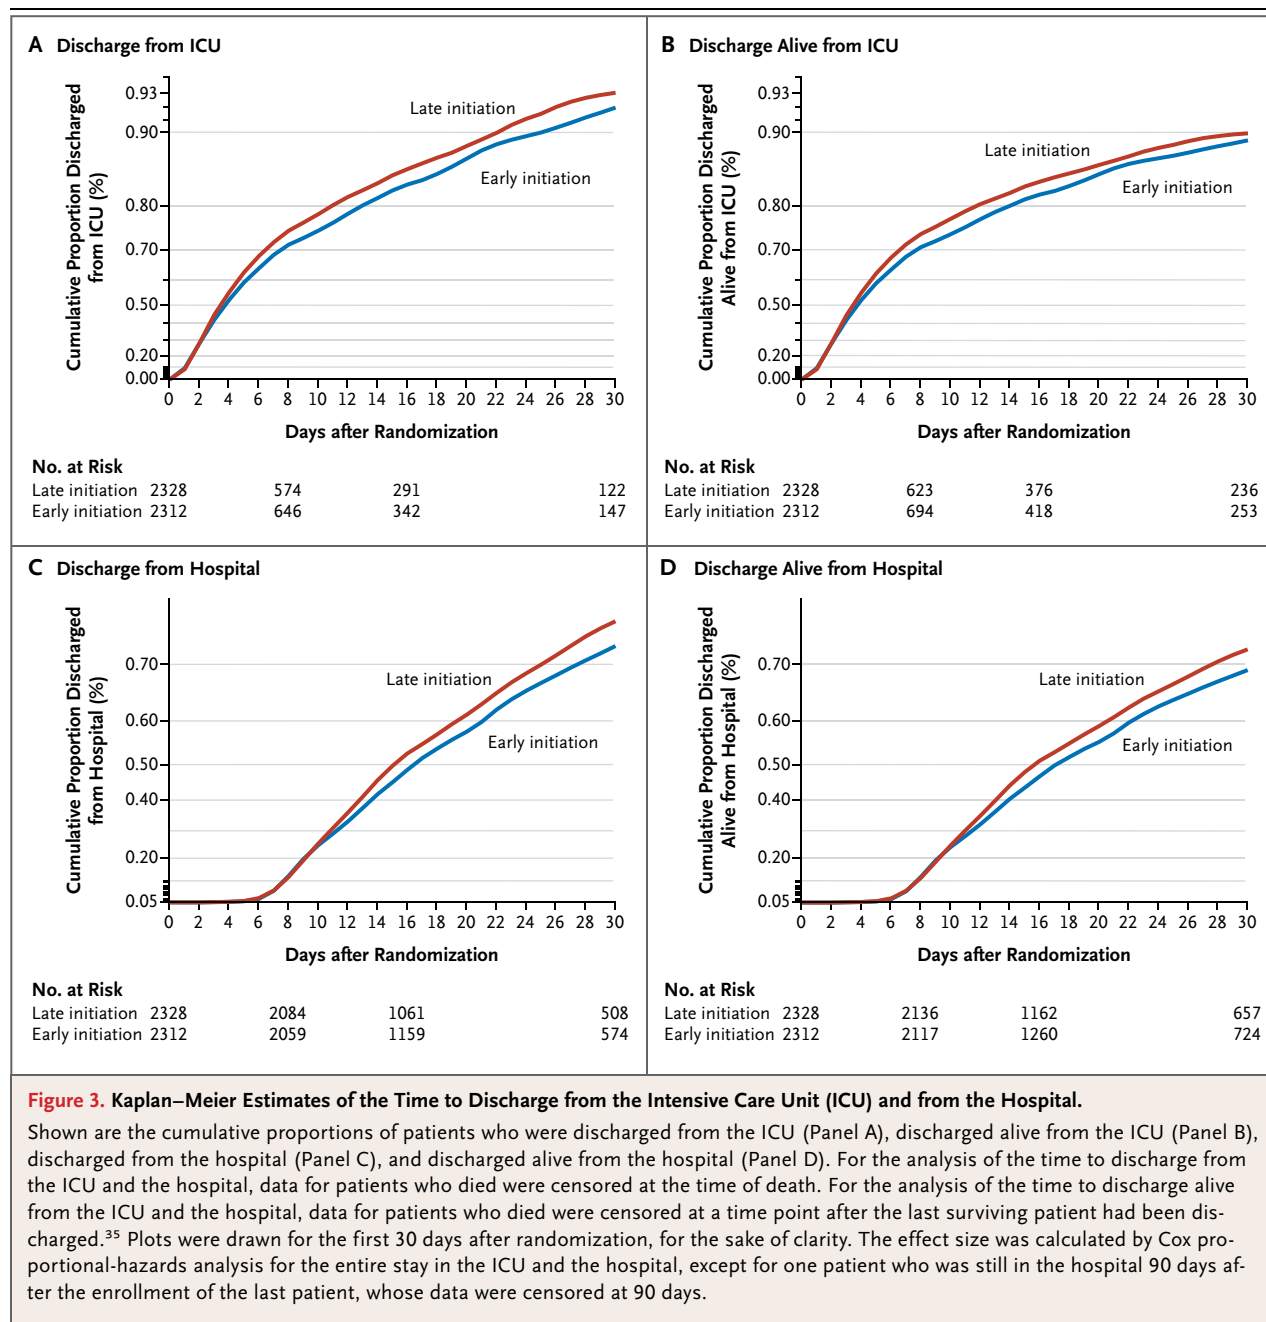 A Discharge from ICU
Cumulative Proportion Discharged
from ICU (%)
0.93
0.90
0.80
0.70
0.50
0.20
0.00
Late initiation
Early initiation
0 2 4 6 8 10 12 14 16 18 20 22 24 26 28 30
Days after Randomization
No. at Risk
Late initiation 2328 574 291 122
Early initiation 2312 646 342 147
B Discharge Alive from ICU
Cumulative Proportion Discharged
Alive from ICU (%)
0.93
0.90
0.80
0.70
0.50
0.20
0.00
Late initiation
Early initiation
0 2 4 6 8 10 12 14 16 18 20 22 24 26 28 30
Days after Randomization
No. at Risk
Late initiation 2328 623 376 236
Early initiation 2312 694 418 253
C Discharge from Hospital
Cumulative Proportion Discharged
from Hospital (%)
0.70
0.60
0.50
0.40
0.20
0.05
Late initiation
Early initiation
0 2 4 6 8 10 12 14 16 18 20 22 24 26 28 30
Days after Randomization
No. at Risk
Late initiation 2328 2084 1061 508
Early initiation 2312 2059 1159 574
D Discharge Alive from Hospital
Cumulative Proportion Discharged
Alive from Hospital (%)
0.70
0.60
0.50
0.40
0.20
0.05
Late initiation
Early initiation
0 2 4 6 8 10 12 14 16 18 20 22 24 26 28 30
Days after Randomization
No. at Risk
Late initiation 2328 2136 1162 657
Early initiation 2312 2117 1260 724
Figure 3. Kaplan–Meier Estimates of the Time to Discharge from the Intensive Care Unit (ICU) and from the Hospital.
Shown are the cumulative proportions of patients who were discharged from the ICU (Panel A), discharged alive from the ICU (Panel B),
discharged from the hospital (Panel C), and discharged alive from the hospital (Panel D). For the analysis of the time to discharge from
the ICU and the hospital, data for patients who died were censored at the time of death. For the analysis of the time to discharge alive
from the ICU and the hospital, data for patients who died were censored at a time point after the last surviving patient had been dis-
charged.³⁵ Plots were drawn for the first 30 days after randomization, for the sake of clarity. The effect size was calculated by Cox pro-
portional-hazards analysis for the entire stay in the ICU and the hospital, except for one patient who was still in the hospital 90 days af-
ter the enrollment of the last patient, whose data were censored at 90 days.